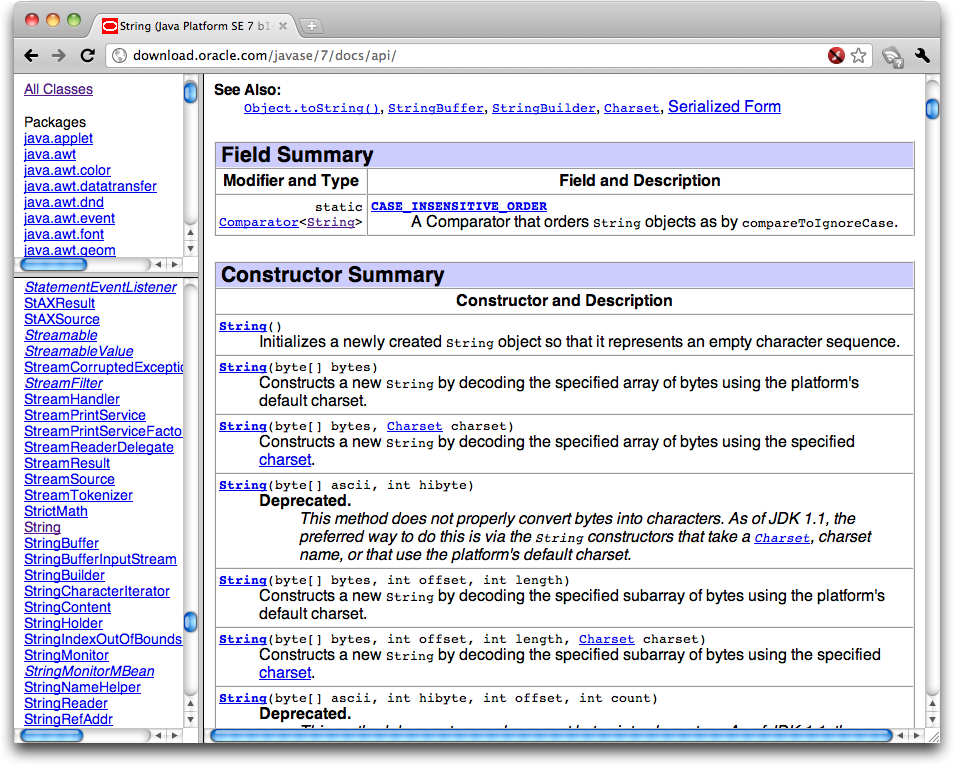 String (Java Platform SE 7 b1
download.oracle.com/javase/7/docs/api/
All Classes
Packages
java.applet
java.awt
java.awt.color
java.awt.datatransfer
java.awt.dnd
java.awt.event
java.awt.font
java.awt.geom
StatementEventListener
StAXResult
StAXSource
Streamable
StreamableValue
StreamCorruptedExceptio
StreamFilter
StreamHandler
StreamPrintService
StreamPrintServiceFacto
StreamReaderDelegate
StreamResult
StreamSource
StreamTokenizer
StrictMath
String
StringBuffer
StringBufferInputStream
StringBuilder
StringCharacterIterator
StringContent
StringHolder
StringIndexOutOfBounds
StringMonitor
StringMonitorMBean
StringNameHelper
StringReader
StringRefAddr
See Also:
Object.toString(), StringBuffer, StringBuilder, Charset, Serialized Form
Field Summary
Modifier and Type Field and Description
static CASE_INSENSITIVE_ORDER
Comparator<String> A Comparator that orders String objects as by compareToIgnoreCase.
Constructor Summary
Constructor and Description
String()
Initializes a newly created String object so that it represents an empty character sequence.
String(byte[] bytes)
Constructs a new String by decoding the specified array of bytes using the platform's
default charset.
String(byte[] bytes, Charset charset)
Constructs a new String by decoding the specified array of bytes using the specified
charset.
String(byte[] ascii, int hibyte)
Deprecated.
This method does not properly convert bytes into characters. As of JDK 1.1, the
preferred way to do this is via the String constructors that take a Charset, charset
name, or that use the platform's default charset.
String(byte[] bytes, int offset, int length)
Constructs a new String by decoding the specified subarray of bytes using the platform's
default charset.
String(byte[] bytes, int offset, int length, Charset charset)
Constructs a new String by decoding the specified subarray of bytes using the specified
charset.
String(byte[] ascii, int hibyte, int offset, int count)
Deprecated.